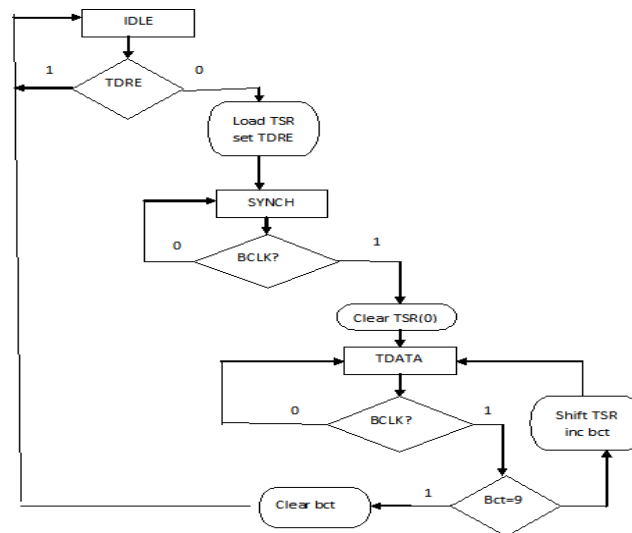 IDLE
1
TDRE
0
Load TSR
set TDRE
SYNCH
0
BCLK?
1
Clear TSR(0)
TDATA
0
BCLK?
1
Shift TSR
inc bct
Clear bct
1
Bct=9